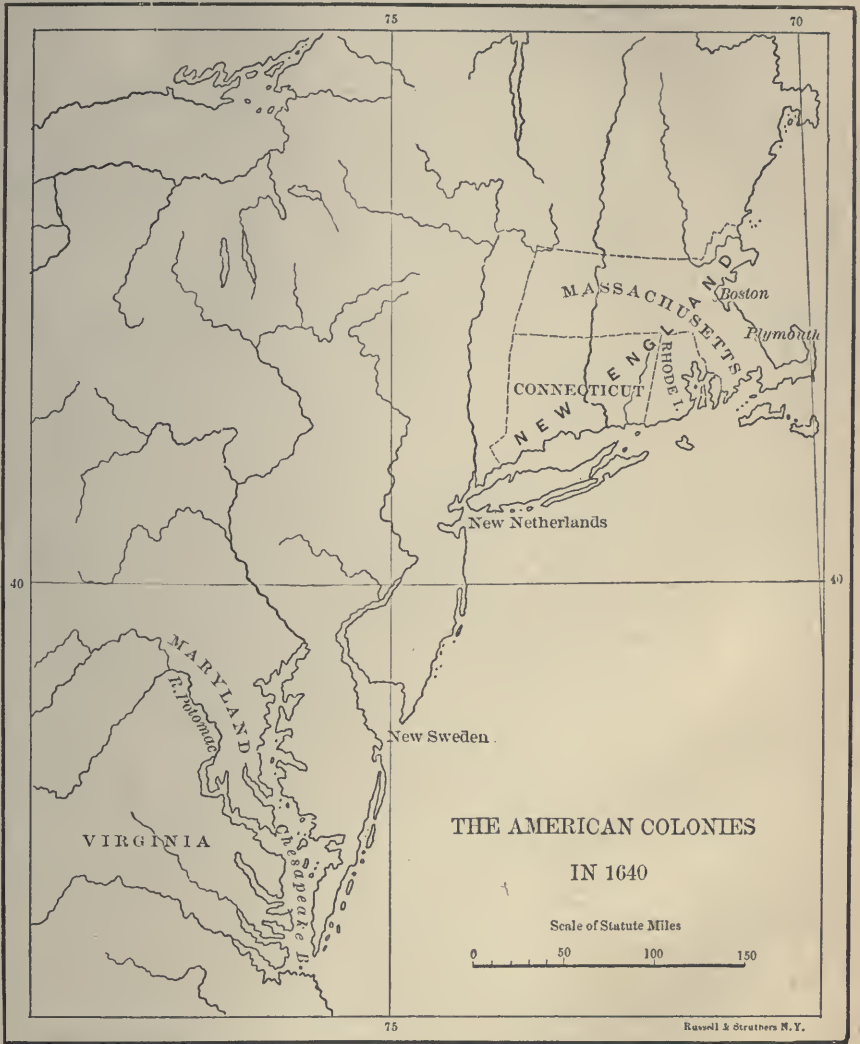 75
70
MASSACHUSETTS
Boston
Plymouth
NEW ENGLAND
CONNECTICUT
RHODE I.
New Netherlands
40
40
MARYLAND
R. Potomac
New Sweden
VIRGINIA
Chesapeake B.
THE AMERICAN COLONIES
IN 1640
Scale of Statute Miles
0 50 100 150
75
Russell & Struthers N.Y.